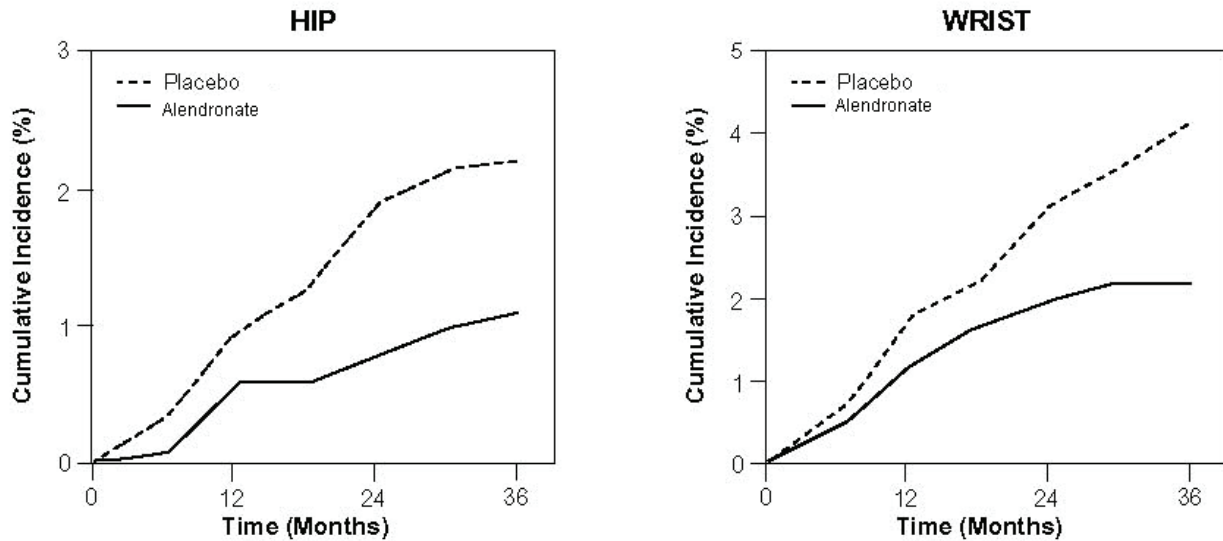 HIP
3
2
1
0
Cumulative Incidence (%)
Placebo
Alendronate
0 12 24 36
Time (Months)
WRIST
5
4
3
2
1
0
Cumulative Incidence (%)
Placebo
Alendronate
0 12 24 36
Time (Months)